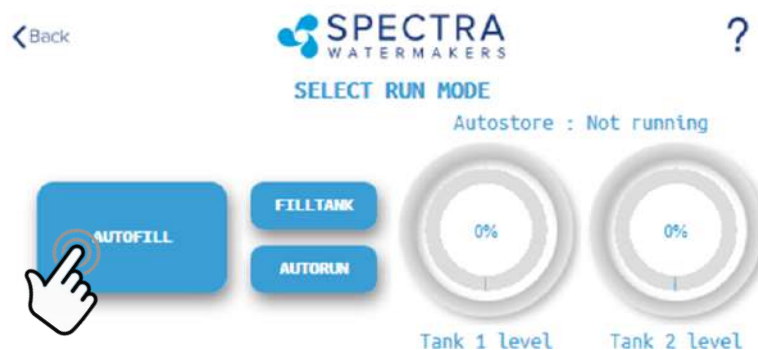 Back
SPECTRA
WATERMAKERS
?
SELECT RUN MODE
Autostore : Not running
AUTOFILL
FILLTANK
AUTORUN
0%
0%
Tank 1 level
Tank 2 level